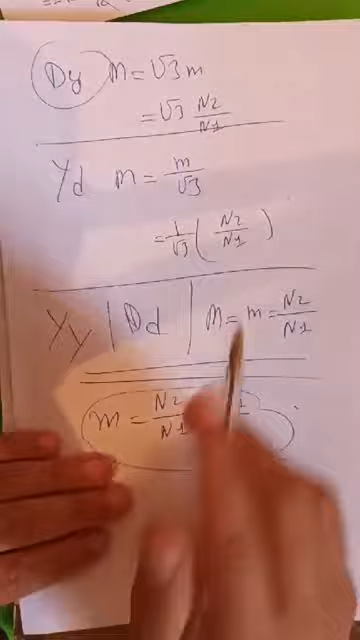 Dy M = √3 m
= √3 N2/N1
Yd M = m/√3
= 1/√3 ( N2/N1 )
Yy | Dd | M = m = N2/N1
m = N2/N1